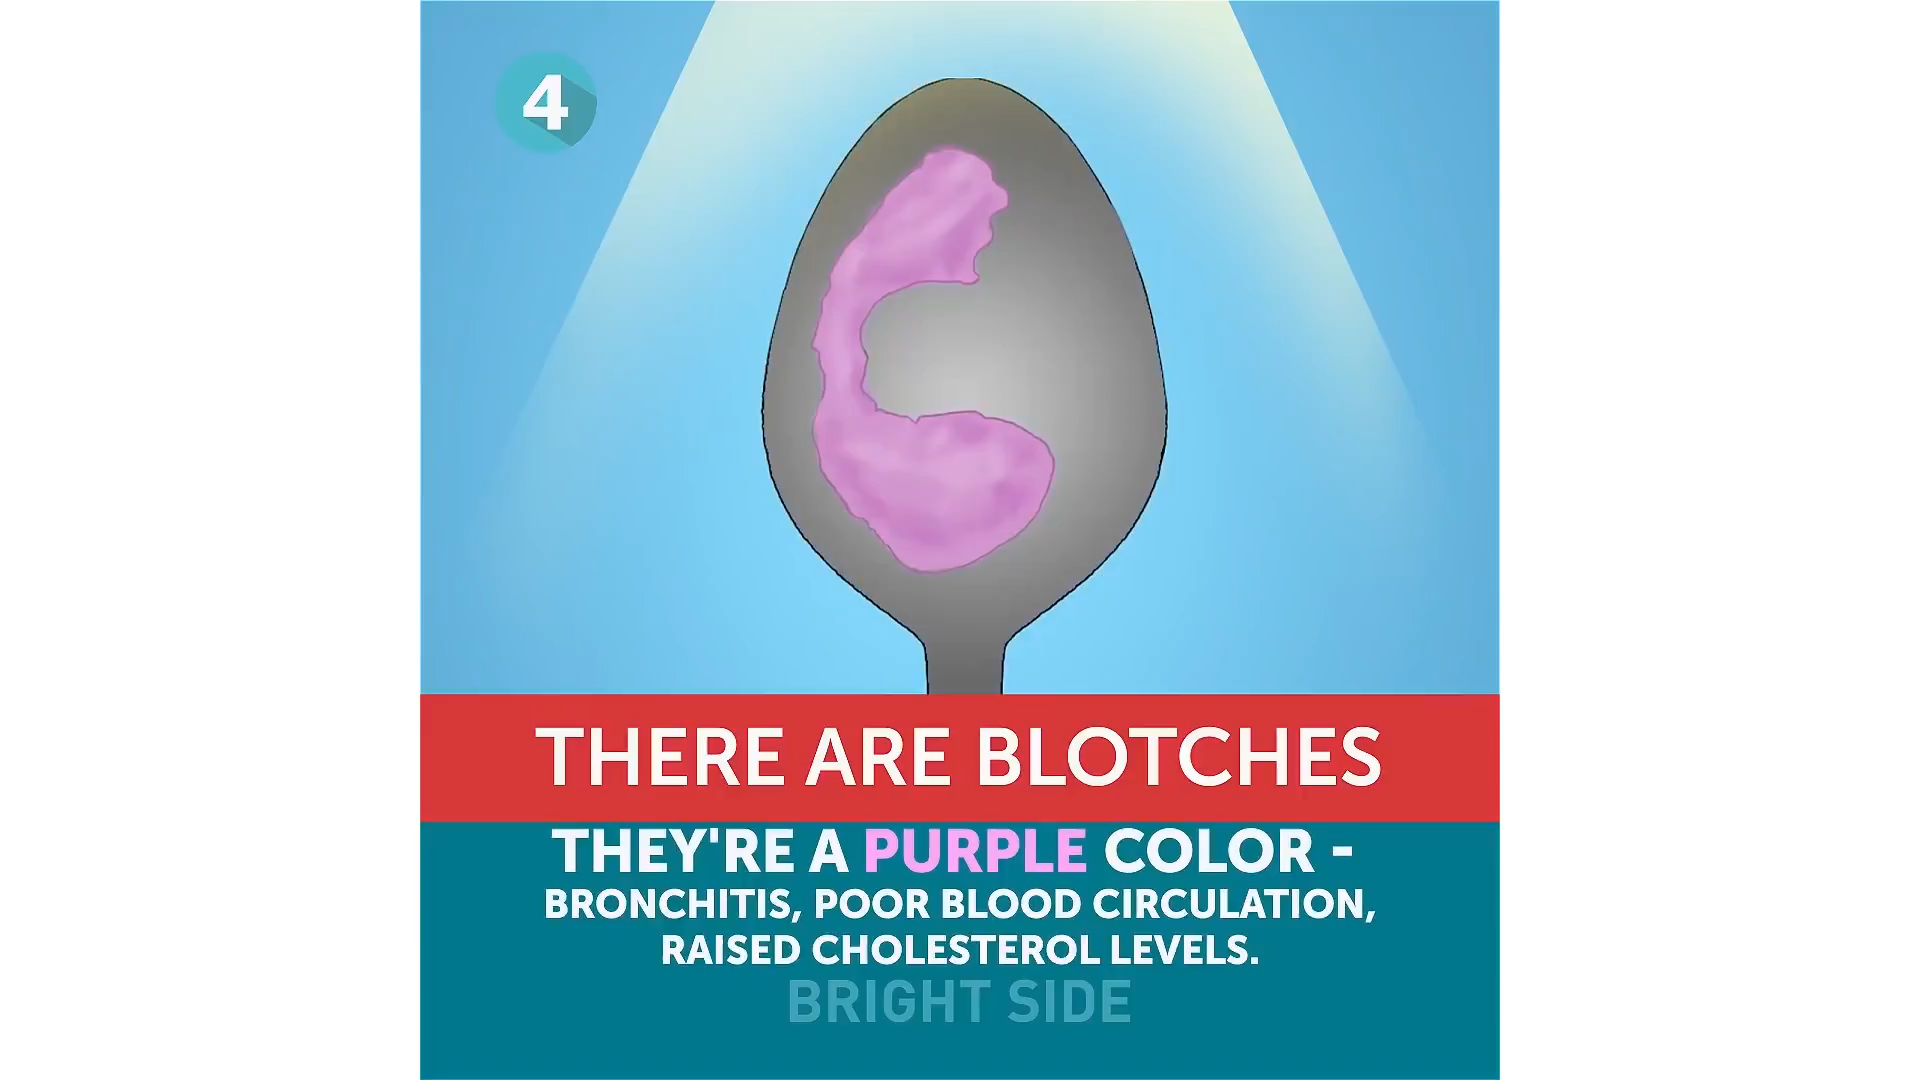 4
THERE ARE BLOTCHES
THEY'RE A PURPLE COLOR -
BRONCHITIS, POOR BLOOD CIRCULATION,
RAISED CHOLESTEROL LEVELS.
BRIGHT SIDE